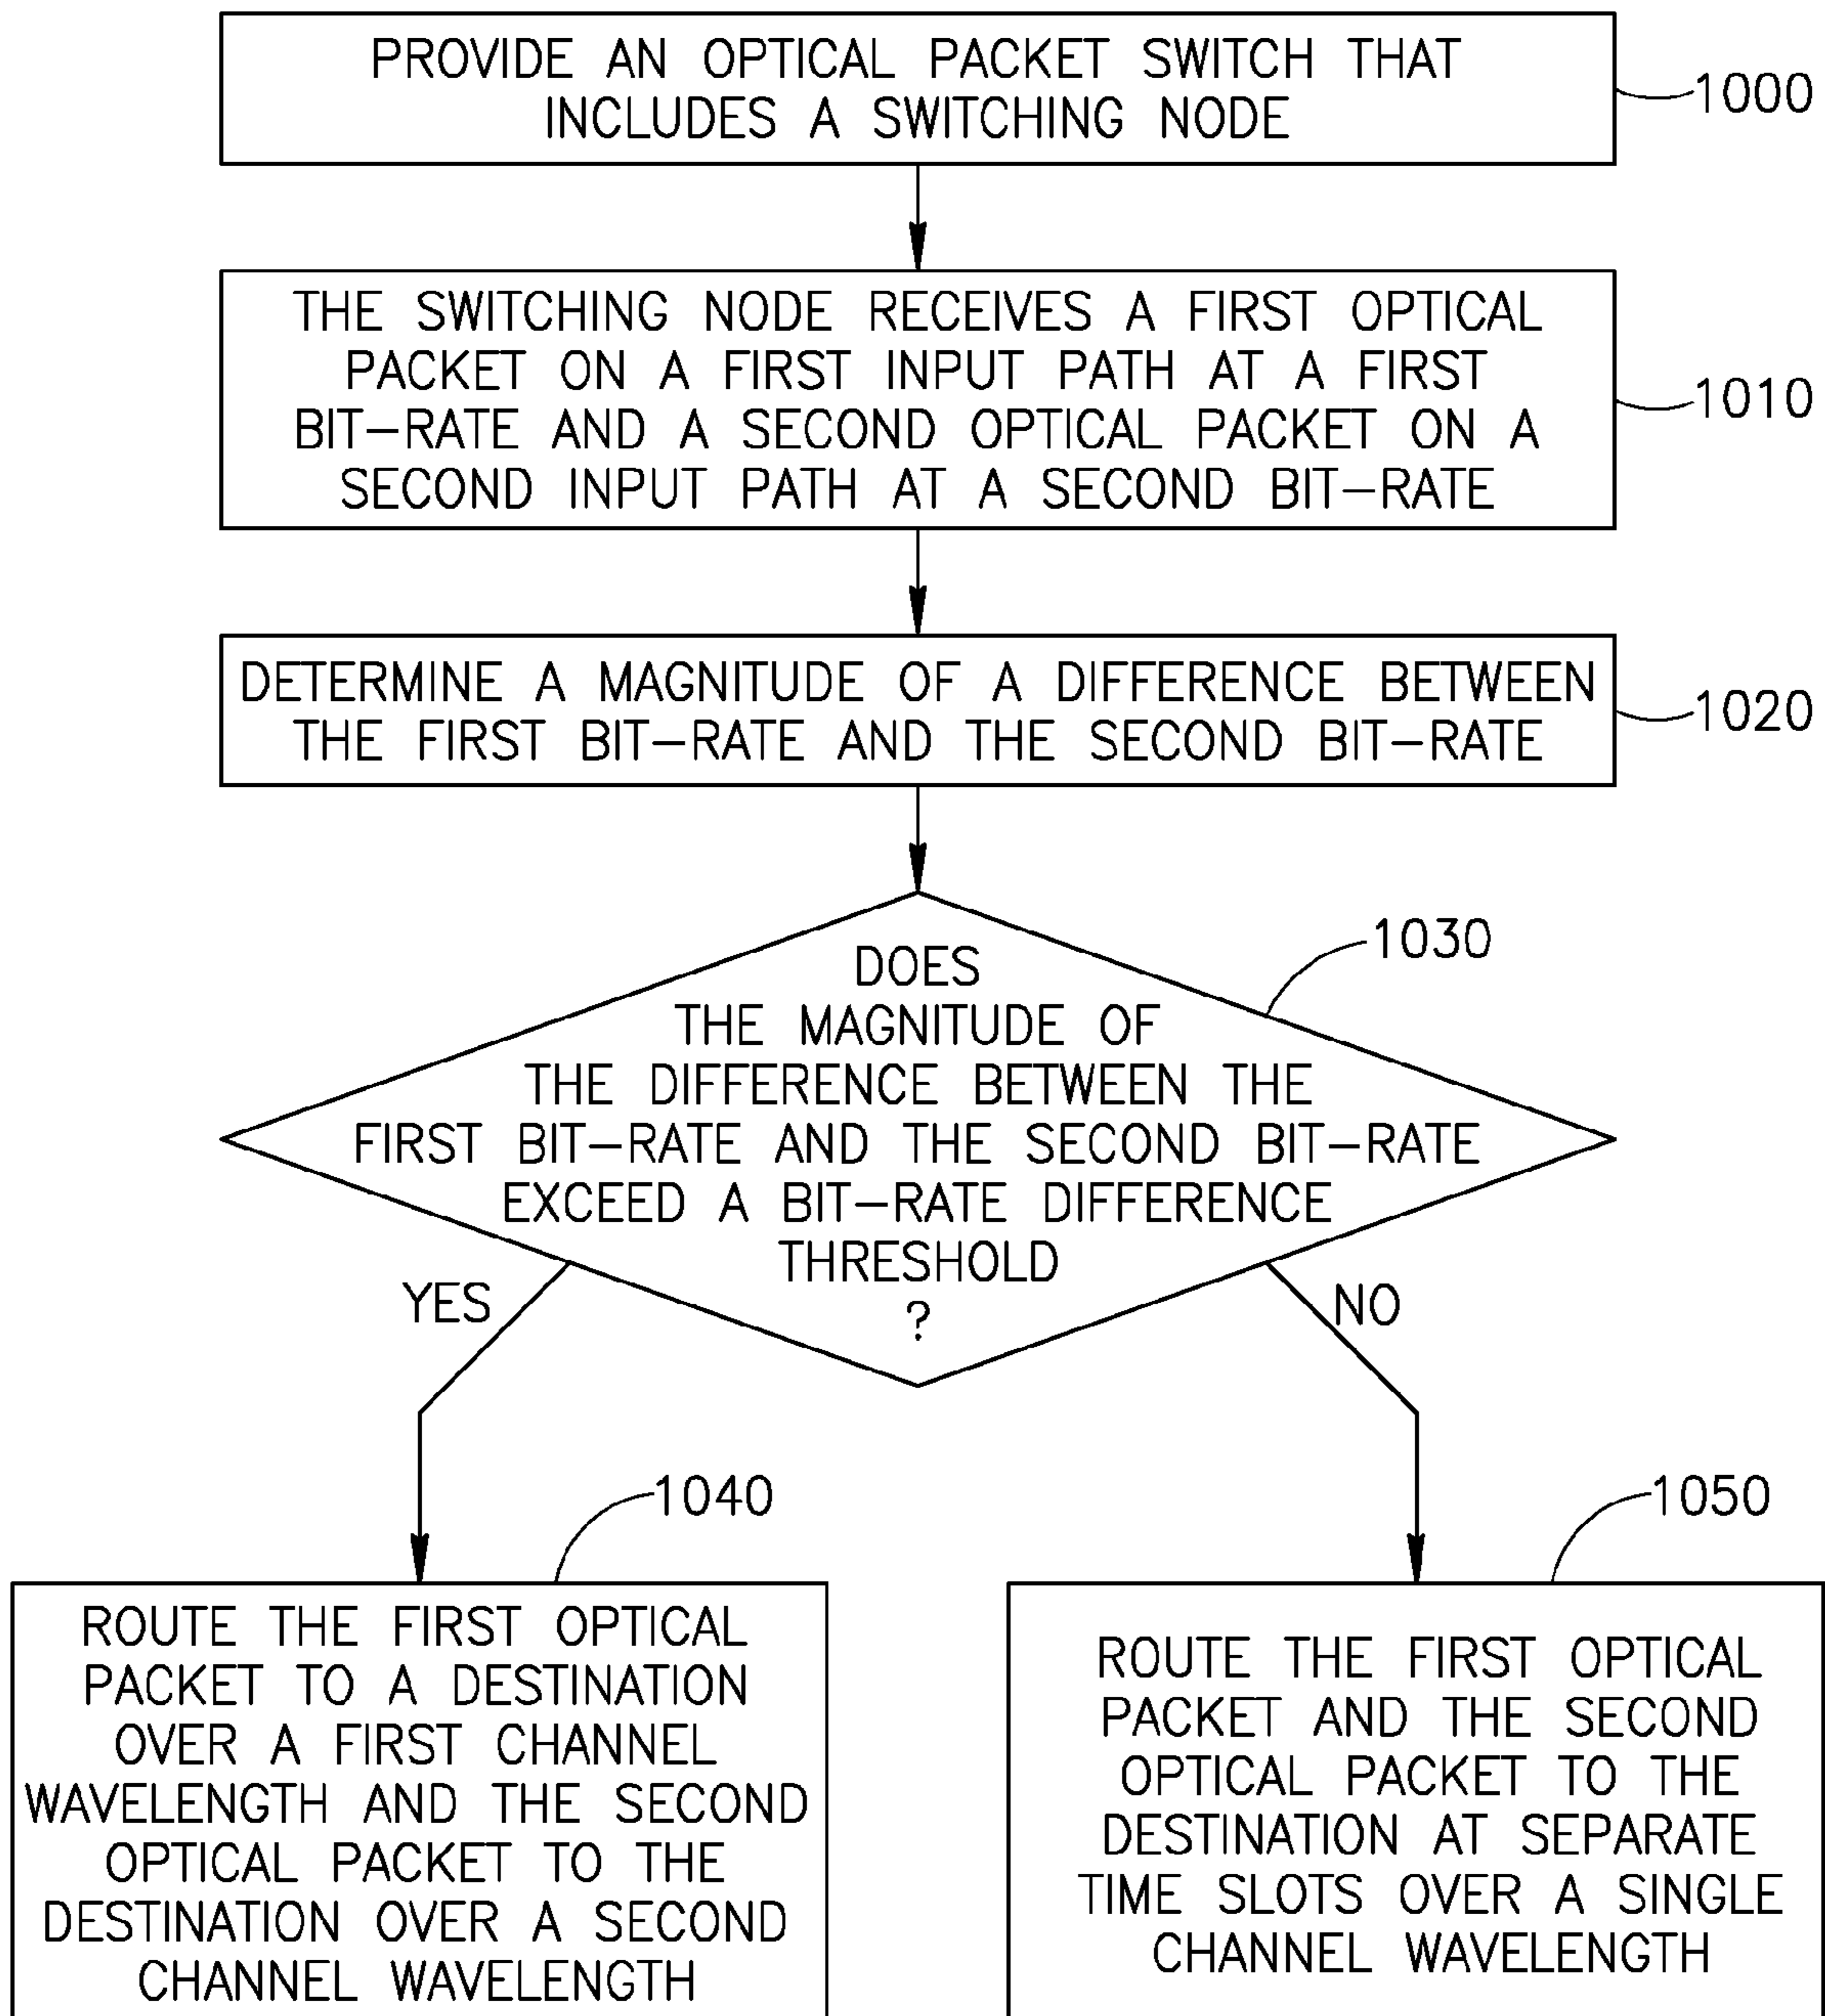 PROVIDE AN OPTICAL PACKET SWITCH THAT
INCLUDES A SWITCHING NODE
1000
THE SWITCHING NODE RECEIVES A FIRST OPTICAL
PACKET ON A FIRST INPUT PATH AT A FIRST
BIT-RATE AND A SECOND OPTICAL PACKET ON A
SECOND INPUT PATH AT A SECOND BIT-RATE
1010
DETERMINE A MAGNITUDE OF A DIFFERENCE BETWEEN
THE FIRST BIT-RATE AND THE SECOND BIT-RATE
1020
1030
DOES
THE MAGNITUDE OF
THE DIFFERENCE BETWEEN THE
FIRST BIT-RATE AND THE SECOND BIT-RATE
EXCEED A BIT-RATE DIFFERENCE
THRESHOLD
?
YES
NO
1040
ROUTE THE FIRST OPTICAL
PACKET TO A DESTINATION
OVER A FIRST CHANNEL
WAVELENGTH AND THE SECOND
OPTICAL PACKET TO THE
DESTINATION OVER A SECOND
CHANNEL WAVELENGTH
1050
ROUTE THE FIRST OPTICAL
PACKET AND THE SECOND
OPTICAL PACKET TO THE
DESTINATION AT SEPARATE
TIME SLOTS OVER A SINGLE
CHANNEL WAVELENGTH